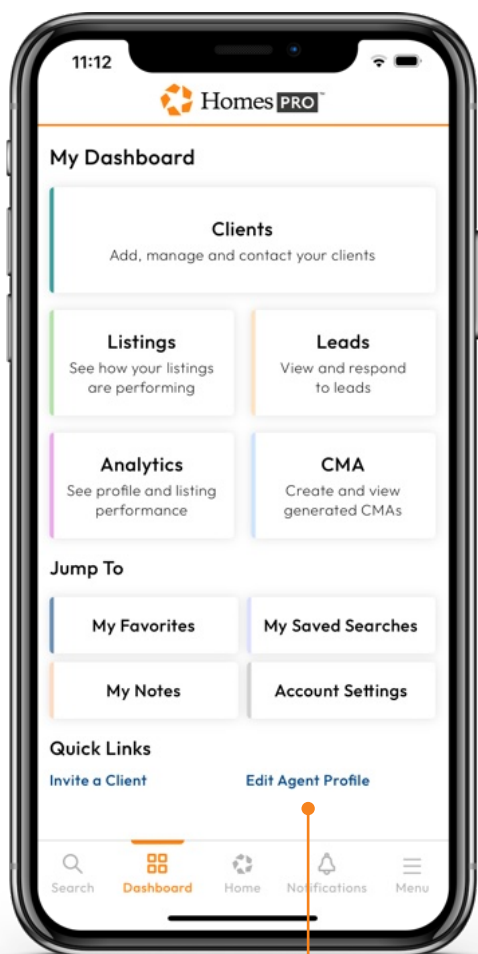 11:12
Homes PRO™
My Dashboard
Clients
Add, manage and contact your clients
Listings
See how your listings
are performing
Leads
View and respond
to leads
Analytics
See profile and listing
performance
CMA
Create and view
generated CMAs
Jump To
My Favorites
My Saved Searches
My Notes
Account Settings
Quick Links
Invite a Client
Edit Agent Profile
Search
Dashboard
Home
Notifications
Menu